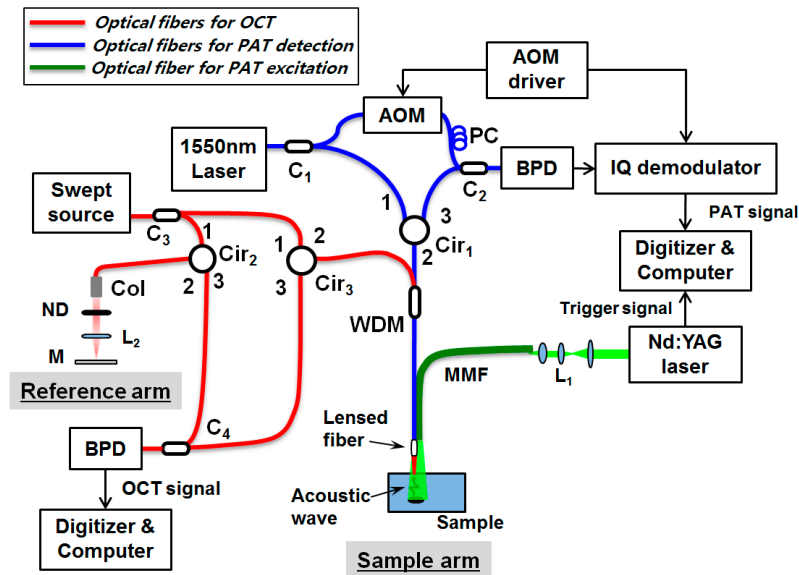 Optical fibers for OCT
Optical fibers for PAT detection
Optical fiber for PAT excitation
AOM
driver
AOM
PC
1550nm
Laser
C1
C2
BPD
IQ demodulator
Swept
source
C3
1
3
Cir1
2
PAT signal
1
Cir2
2
3
1
2
Cir3
3
Digitizer &
Computer
Col
ND
L2
M
WDM
Trigger signal
Nd:YAG
laser
MMF
L1
Reference arm
C4
BPD
Lensed
fiber
OCT signal
Acoustic
wave
Sample
Digitizer &
Computer
Sample arm